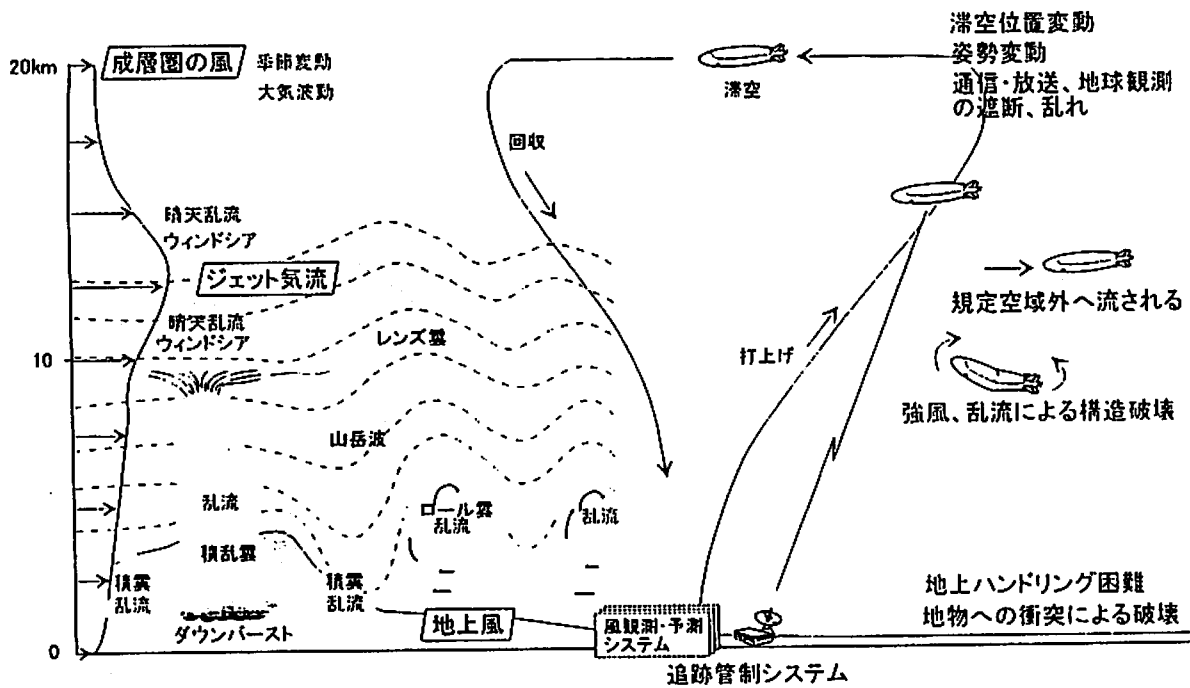 20km
成層圏の風
季節変動
大気波動
滞空
滞空位置変動
姿勢変動
通信・放送、地球観測
の遮断、乱れ
回収
晴天乱流
ウィンドシア
ジェット気流
規定空域外へ流される
晴天乱流
ウィンドシア
レンズ雲
打上げ
10
強風、乱流による構造破壊
山岳波
乱流
ロール雲
乱流
乱流
積乱雲
積雲
乱流
積雲
乱流
ダウンバースト
地上風
風観測・予測
システム
地上ハンドリング困難
地物への衝突による破壊
0
追跡管制システム